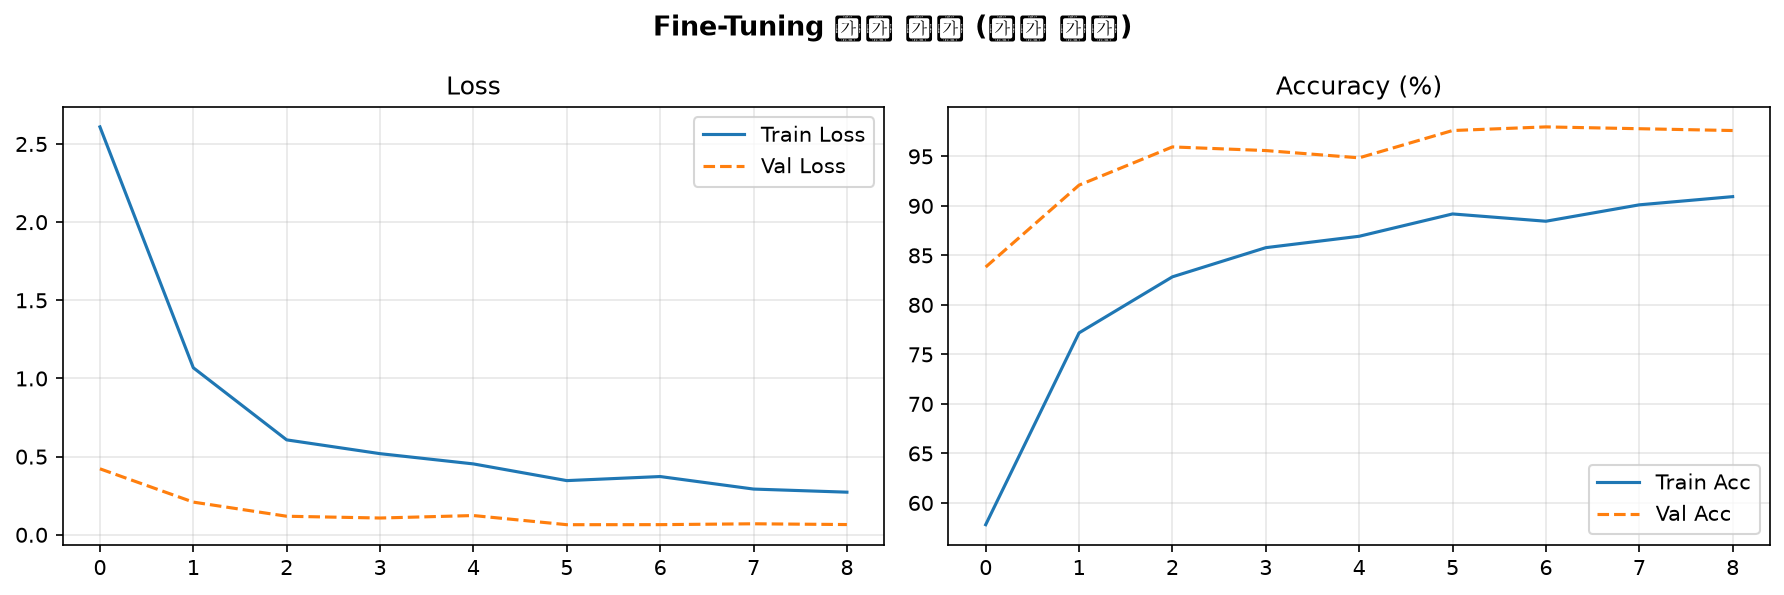 Fine-Tuning ( )
Loss
Accuracy (%)
Train Loss
Val Loss
2.5
2.0
1.5
1.0
0.5
0.0
0 1 2 3 4 5 6 7 8
95
90
85
80
75
70
65
60
Train Acc
Val Acc
0 1 2 3 4 5 6 7 8